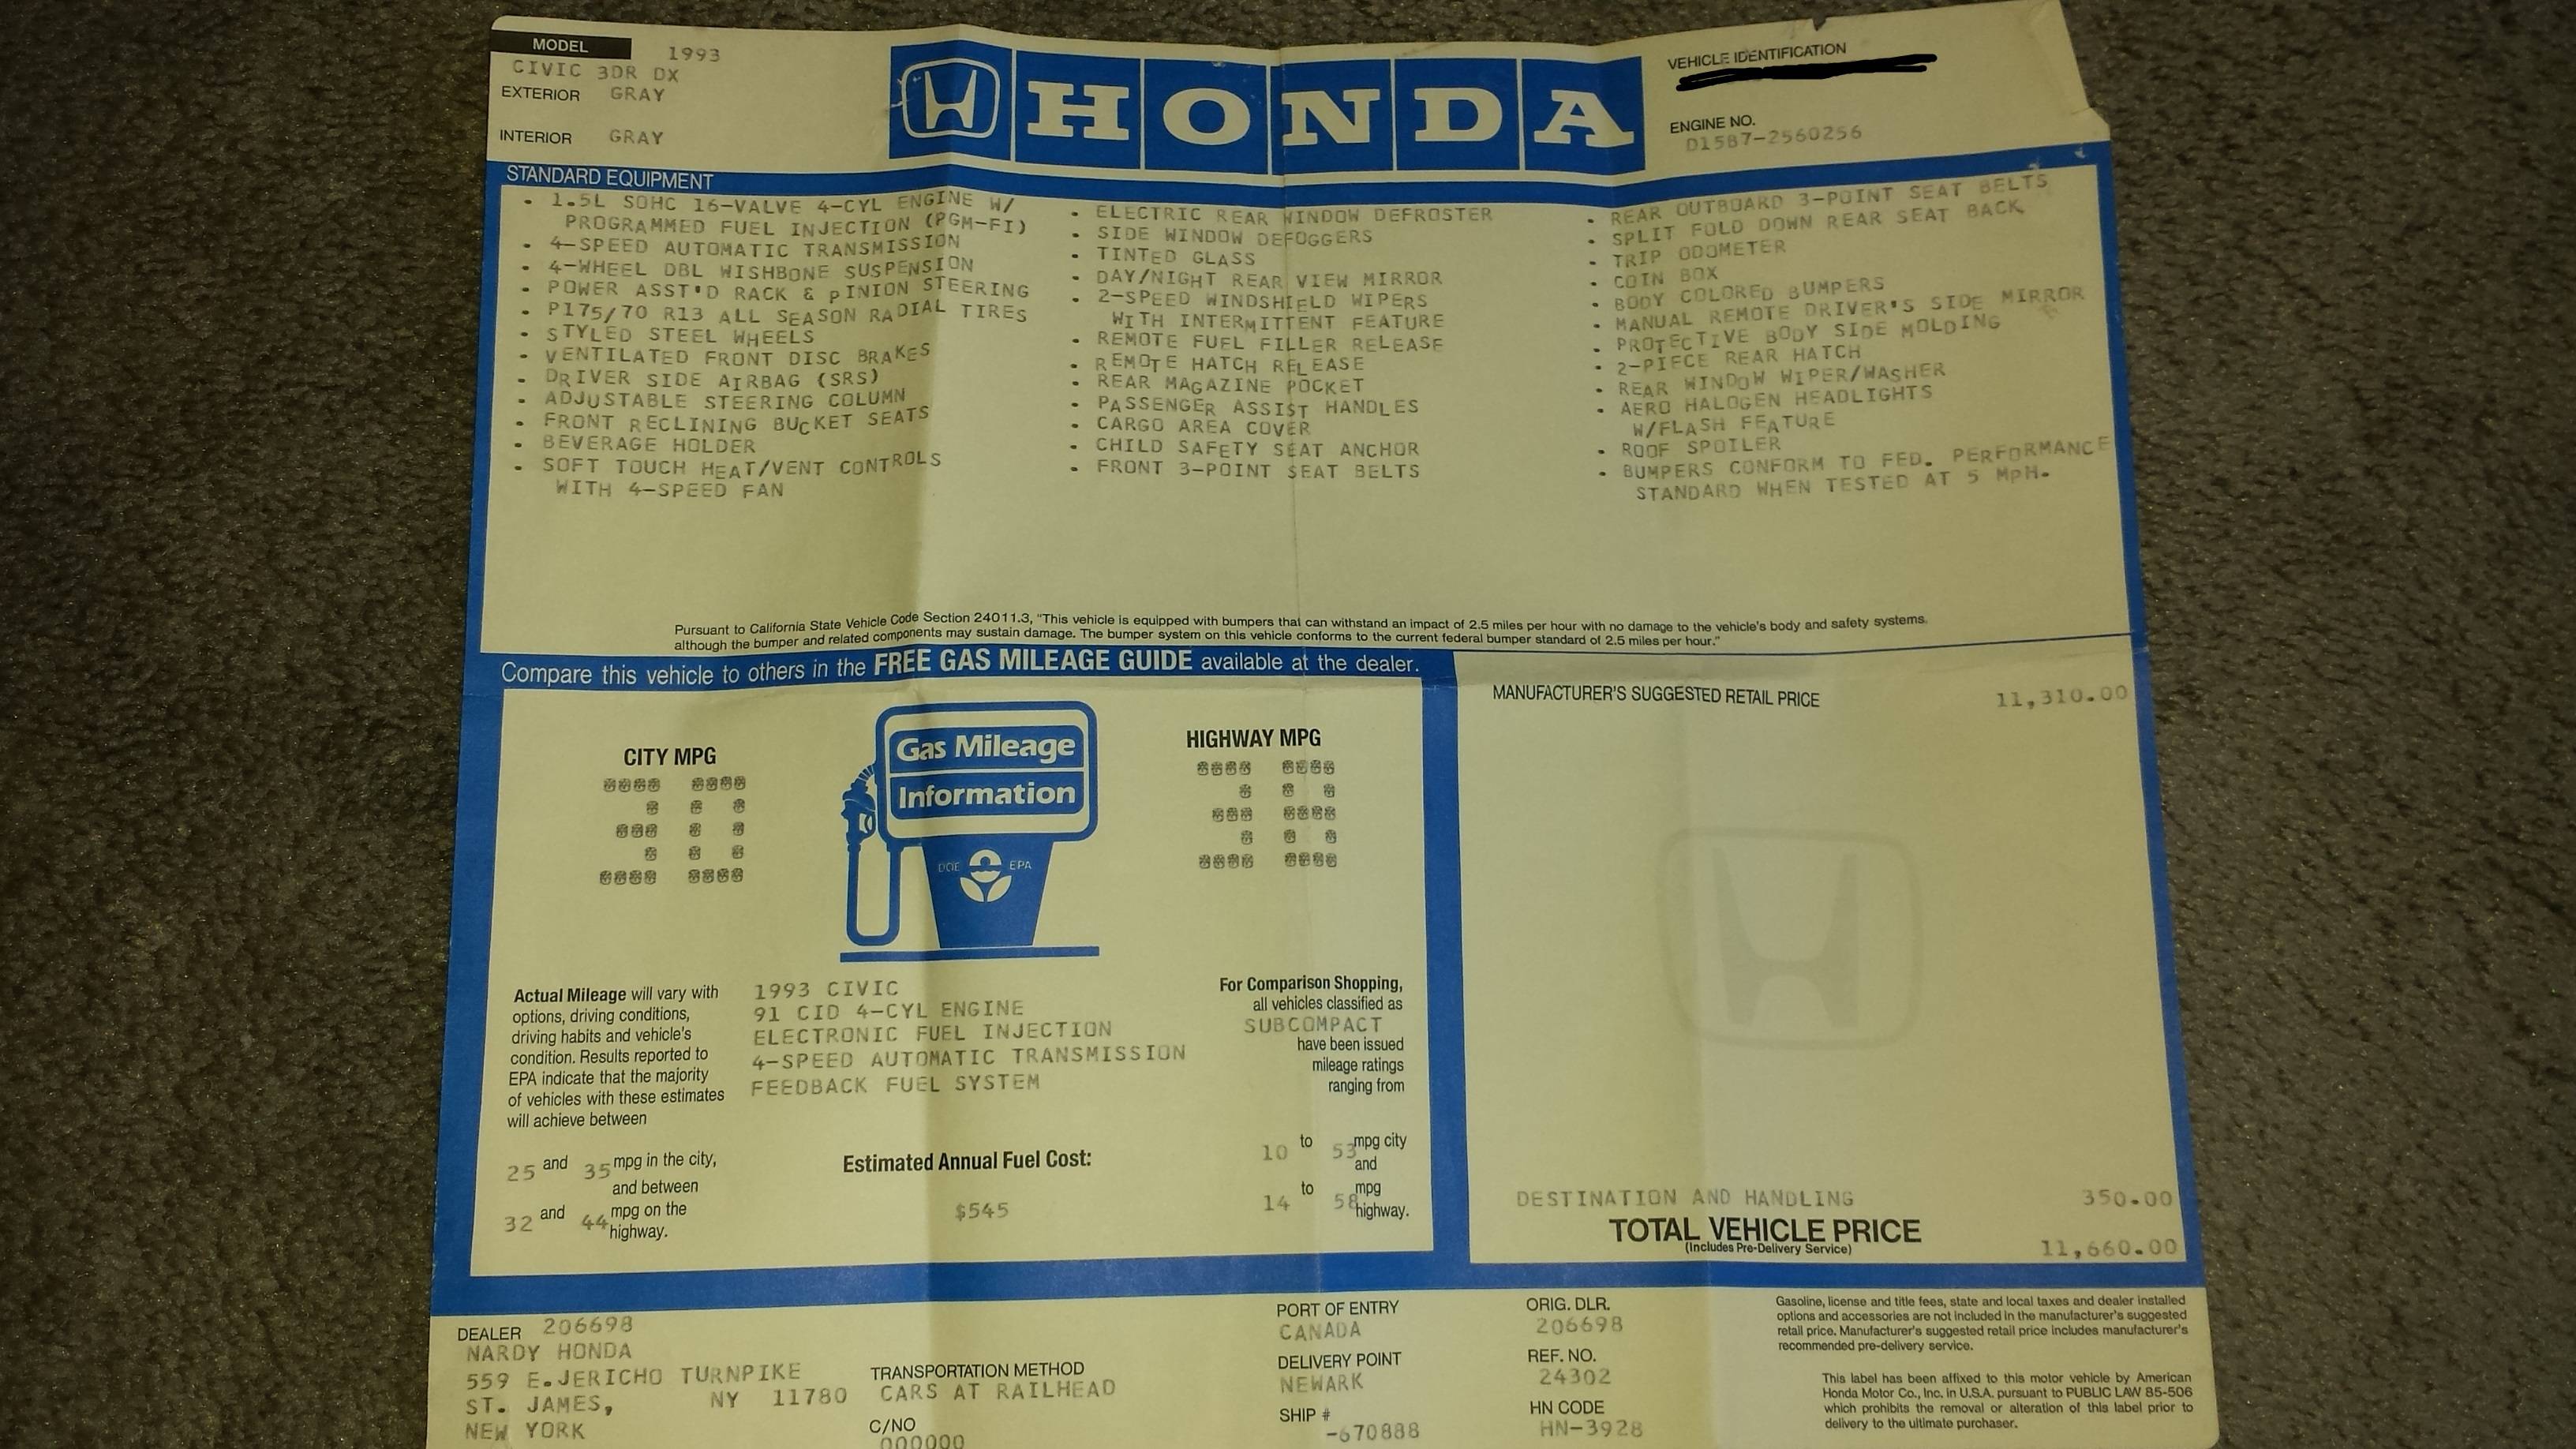 MODEL 1993
CIVIC 3DR DX
EXTERIOR GRAY
INTERIOR GRAY
HONDA
VEHICLE IDENTIFICATION
ENGINE NO.
D15B7-2560256
STANDARD EQUIPMENT
• 1.5L SOHC 16-VALVE 4-CYL ENGINE W/
PROGRAMMED FUEL INJECTION (PGM-FI)
• 4-SPEED AUTOMATIC TRANSMISSION
• 4-WHEEL DBL WISHBONE SUSPENSION
• POWER ASST'D RACK & PINION STEERING
• P175/70 R13 ALL SEASON RADIAL TIRES
• STYLED STEEL WHEELS
• VENTILATED FRONT DISC BRAKES
• DRIVER SIDE AIRBAG (SRS)
• ADJUSTABLE STEERING COLUMN
• FRONT RECLINING BUCKET SEATS
• BEVERAGE HOLDER
• SOFT TOUCH HEAT/VENT CONTROLS
WITH 4-SPEED FAN
• ELECTRIC REAR WINDOW DEFROSTER
• SIDE WINDOW DEFOGGERS
• TINTED GLASS
• DAY/NIGHT REAR VIEW MIRROR
• 2-SPEED WINDSHIELD WIPERS
WITH INTERMITTENT FEATURE
• REMOTE FUEL FILLER RELEASE
• REMOTE HATCH RELEASE
• REAR MAGAZINE POCKET
• PASSENGER ASSIST HANDLES
• CARGO AREA COVER
• CHILD SAFETY SEAT ANCHOR
• FRONT 3-POINT SEAT BELTS
• REAR OUTBOARD 3-POINT SEAT BELTS
• SPLIT FOLD DOWN REAR SEAT BACK
• TRIP ODOMETER
• COIN BOX
• BODY COLORED BUMPERS
• MANUAL REMOTE DRIVER'S SIDE MIRROR
• PROTECTIVE BODY SIDE MOLDING
• 2-PIECE REAR HATCH
• REAR WINDOW WIPER/WASHER
• AERO HALOGEN HEADLIGHTS
W/FLASH FEATURE
• ROOF SPOILER
• BUMPERS CONFORM TO FED. PERFORMANCE
STANDARD WHEN TESTED AT 5 MPH.
Pursuant to California State Vehicle Code Section 24011.3, "This vehicle is equipped with bumpers that can withstand an impact of 2.5 miles per hour with no damage to the vehicle's body and safety systems,
although the bumper and related components may sustain damage. The bumper system on this vehicle conforms to the current federal bumper standard of 2.5 miles per hour."
Compare this vehicle to others in the FREE GAS MILEAGE GUIDE available at the dealer.
CITY MPG
30
Gas Mileage
Information
DOE EPA
HIGHWAY MPG
38
Actual Mileage will vary with
options, driving conditions,
driving habits and vehicle's
condition. Results reported to
EPA indicate that the majority
of vehicles with these estimates
will achieve between
25 and 35 mpg in the city,
and between
32 and 44 mpg on the
highway.
1993 CIVIC
91 CID 4-CYL ENGINE
ELECTRONIC FUEL INJECTION
4-SPEED AUTOMATIC TRANSMISSION
FEEDBACK FUEL SYSTEM
Estimated Annual Fuel Cost:
$545
For Comparison Shopping,
all vehicles classified as
SUBCOMPACT
have been issued
mileage ratings
ranging from
10 to 53 mpg city
and
14 to 58 mpg
highway.
MANUFACTURER'S SUGGESTED RETAIL PRICE 11,310.00
DESTINATION AND HANDLING 350.00
TOTAL VEHICLE PRICE
(Includes Pre-Delivery Service) 11,660.00
DEALER 206698
NARDY HONDA
559 E.JERICHO TURNPIKE
ST. JAMES, NY 11780
NEW YORK
TRANSPORTATION METHOD
CARS AT RAILHEAD
C/NO
000000
PORT OF ENTRY
CANADA
DELIVERY POINT
NEWARK
SHIP #
-670888
ORIG. DLR.
206698
REF. NO.
24302
HN CODE
HN-3928
Gasoline, license and title fees, state and local taxes and dealer installed
options and accessories are not included in the manufacturer's suggested
retail price. Manufacturer's suggested retail price includes manufacturer's
recommended pre-delivery service.
This label has been affixed to this motor vehicle by American
Honda Motor Co., Inc. in U.S.A. pursuant to PUBLIC LAW 85-506
which prohibits the removal or alteration of this label prior to
delivery to the ultimate purchaser.